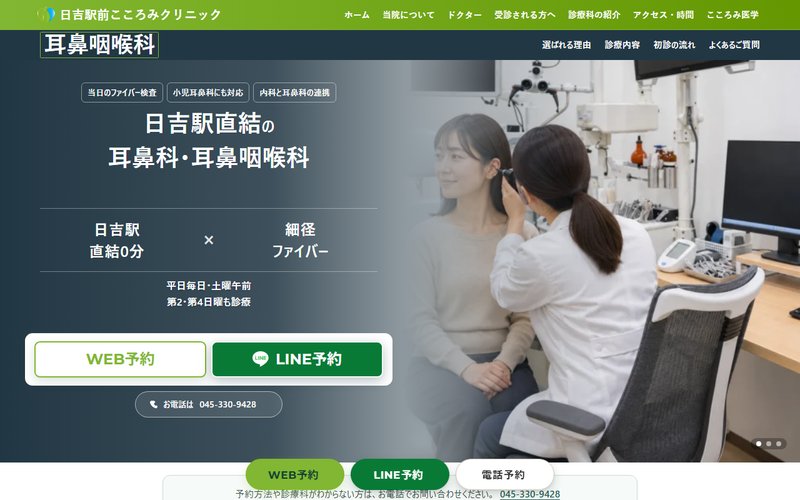 日吉駅前こころみクリニック
ホーム 当院について ドクター 受診される方へ 診療科の紹介 アクセス・時間 こころみ医学
耳鼻咽喉科
選ばれる理由 診療内容 初診の流れ よくあるご質問
当日のファイバー検査 小児耳鼻科にも対応 内科と耳鼻科の連携
日吉駅直結の
耳鼻科・耳鼻咽喉科
日吉駅
直結0分
×
細径
ファイバー
平日毎日・土曜午前
第2・第4日曜も診療
WEB予約
LINE LINE予約
お電話は 045-330-9428
WEB予約 LINE予約 電話予約
予約方法や診療科がわからない方は、お電話でお問い合わせください。 045-330-9428